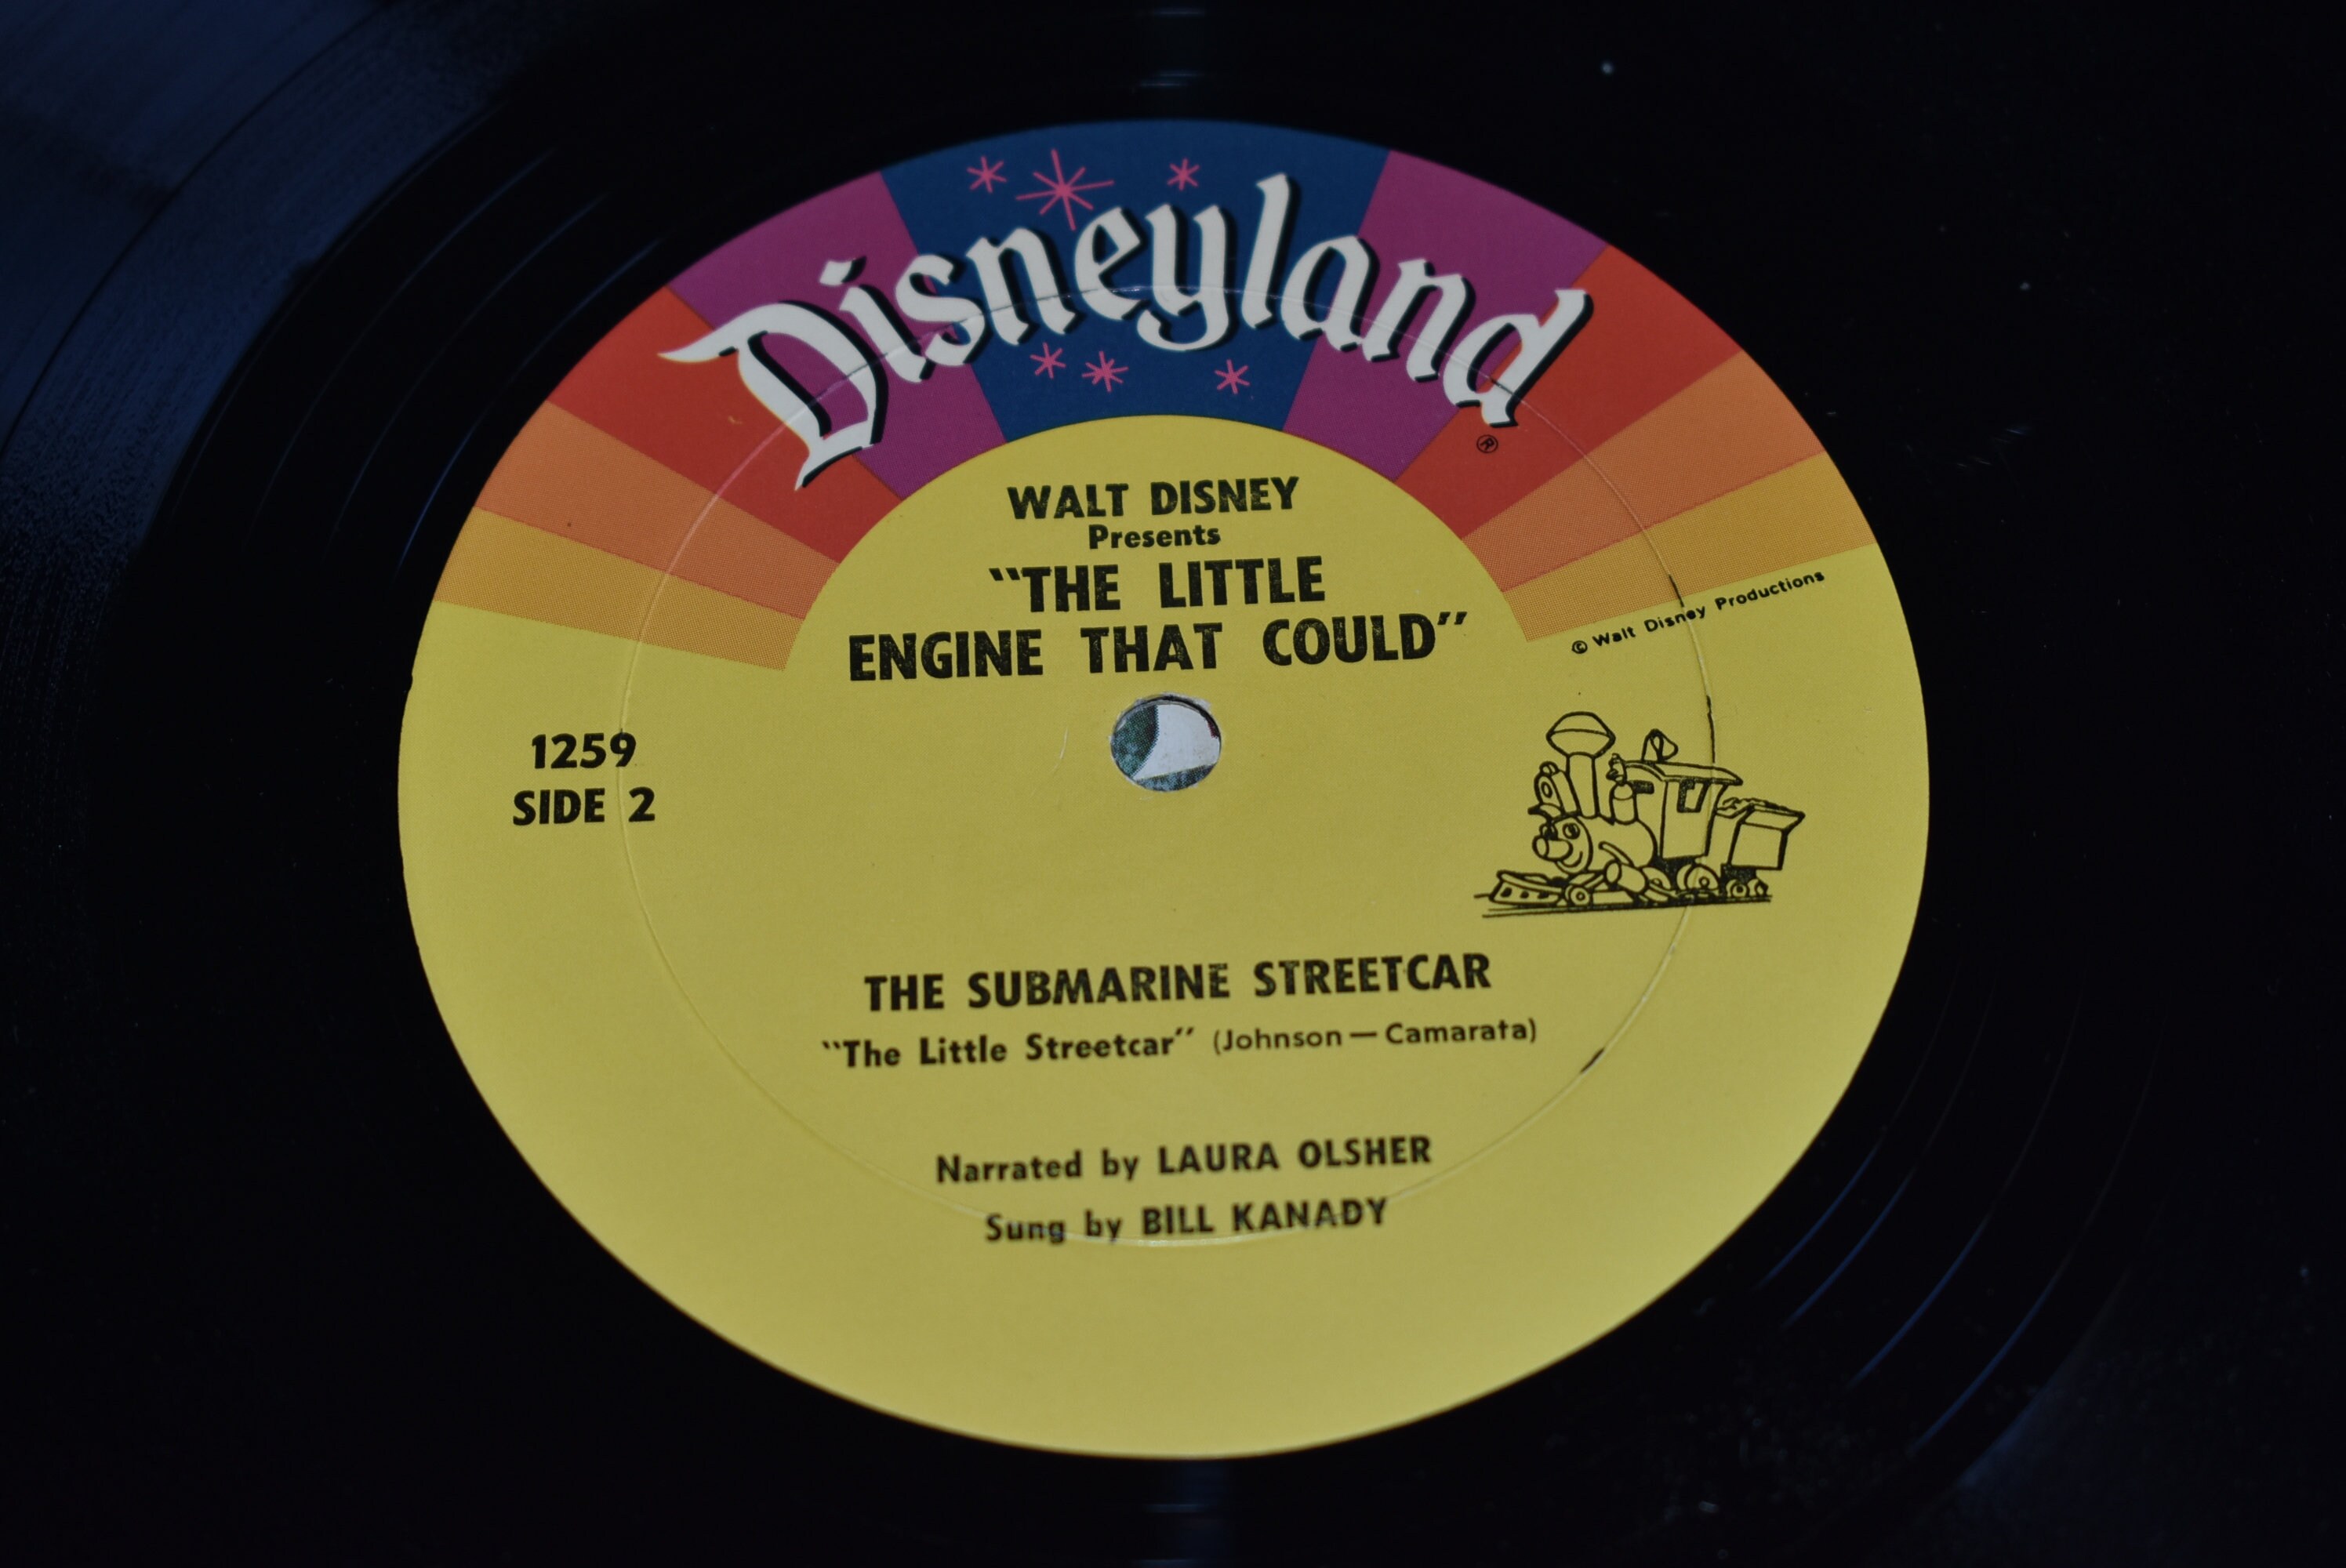 Disneyland
®
WALT DISNEY
Presents
"THE LITTLE
ENGINE THAT COULD"
© Walt Disney Productions
1259
SIDE 2
THE SUBMARINE STREETCAR
"The Little Streetcar" (Johnson — Camarata)
Narrated by LAURA OLSHER
Sung by BILL KANADY